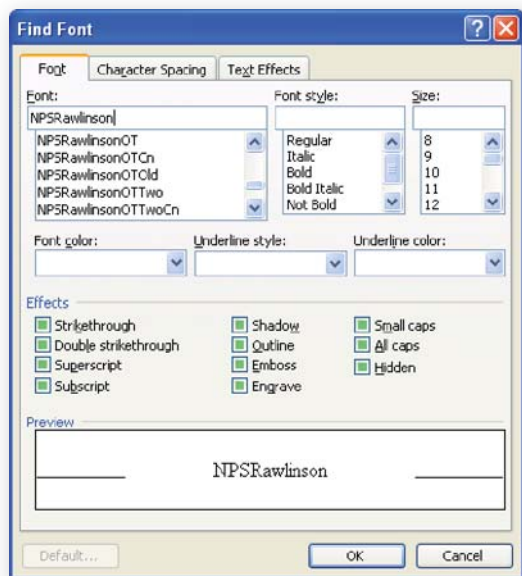 Find Font
Font Character Spacing Text Effects
Font: Font style: Size:
NPSRawlinson
NPSRawlinsonOT Regular 8
NPSRawlinsonOTCn Italic 9
NPSRawlinsonOTOld Bold 10
NPSRawlinsonOTTwo Bold Italic 11
NPSRawlinsonOTTwoCn Not Bold 12
Font color: Underline style: Underline color:
Effects
Strikethrough Shadow Small caps
Double strikethrough Outline All caps
Superscript Emboss Hidden
Subscript Engrave
Preview
NPSRawlinson
Default... OK Cancel